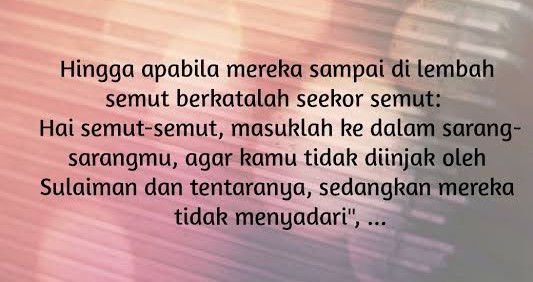 Hingga apabila mereka sampai di lembah
semut berkatalah seekor semut:
Hai semut-semut, masuklah ke dalam sarang-
sarangmu, agar kamu tidak diinjak oleh
Sulaiman dan tentaranya, sedangkan mereka
tidak menyadari", ...